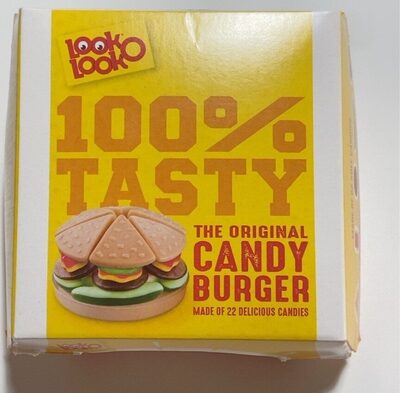 LOOK O
LOOK
100%
TASTY
THE ORIGINAL
CANDY
BURGER
MADE OF 22 DELICIOUS CANDIES